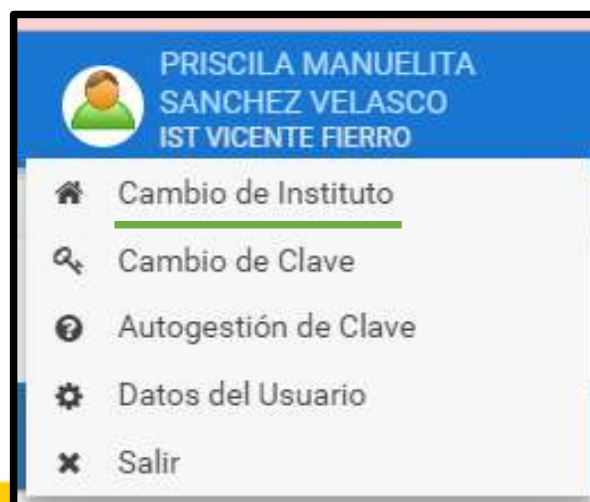 PRISCILA MANUELITA
SANCHEZ VELASCO
IST VICENTE FIERRO
Cambio de Instituto
Cambio de Clave
Autogestión de Clave
Datos del Usuario
Salir